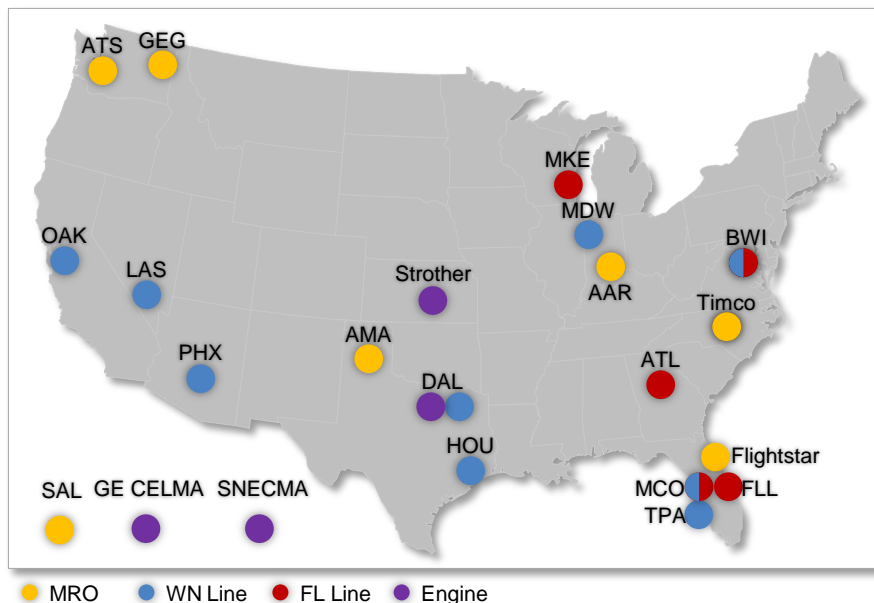 ATS GEG
MKE
MDW
OAK
BWI
LAS
Strother
AAR
Timco
AMA
PHX
ATL
DAL
HOU
Flightstar
MCO FLL
TPA
SAL GE CELMA SNECMA
MRO WN Line FL Line Engine